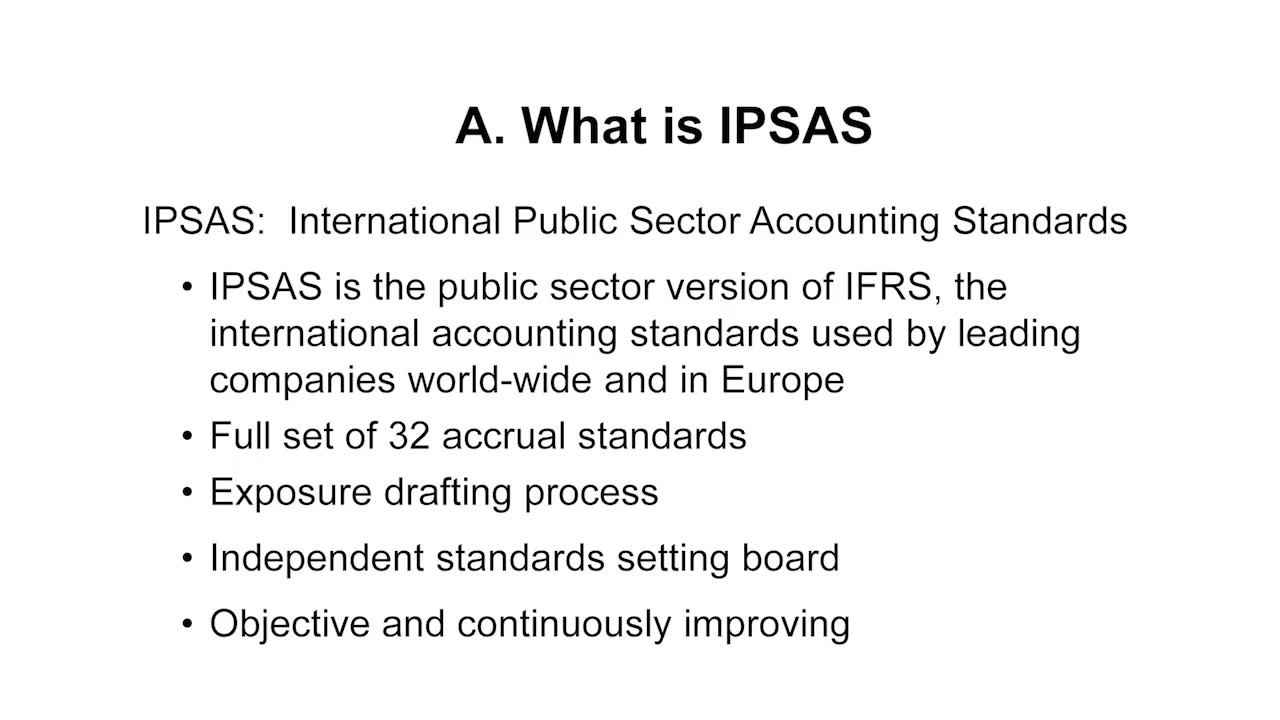 A. What is IPSAS
IPSAS:  International Public Sector Accounting Standards
• IPSAS is the public sector version of IFRS, the
international accounting standards used by leading
companies world-wide and in Europe
• Full set of 32 accrual standards
• Exposure drafting process
• Independent standards setting board
• Objective and continuously improving